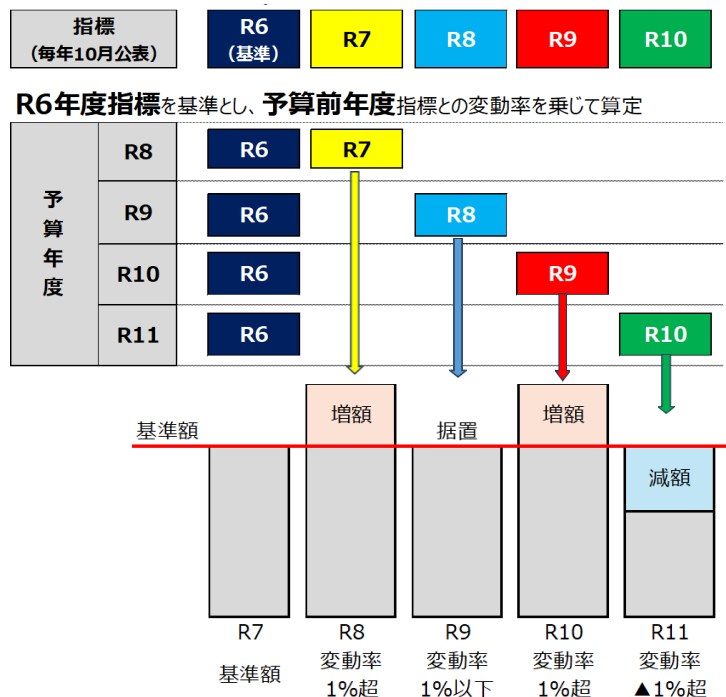 指標
(毎年10月公表)
R6
(基準)
R7
R8
R9
R10
R6年度指標を基準とし、予算前年度指標との変動率を乗じて算定
予算年度
R8
R6
R7
R9
R6
R8
R10
R6
R9
R11
R6
R10
基準額
増額
据置
増額
減額
R7
基準額
R8
変動率
1%超
R9
変動率
1%以下
R10
変動率
1%超
R11
変動率
▲1%超